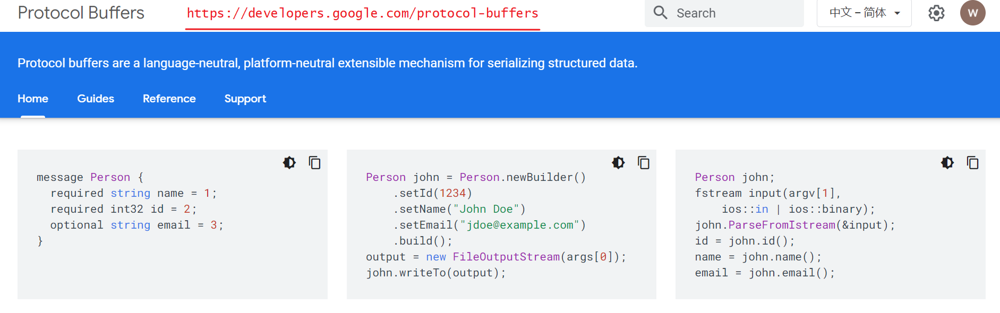 Protocol Buffers https://developers.google.com/protocol-buffers Search 中文 – 简体 W
Protocol buffers are a language-neutral, platform-neutral extensible mechanism for serializing structured data.
Home Guides Reference Support
message Person {
  required string name = 1;
  required int32 id = 2;
  optional string email = 3;
}
Person john = Person.newBuilder()
    .setId(1234)
    .setName("John Doe")
    .setEmail("jdoe@example.com")
    .build();
output = new FileOutputStream(args[0]);
john.writeTo(output);
Person john;
fstream input(argv[1],
    ios::in | ios::binary);
john.ParseFromIstream(&input);
id = john.id();
name = john.name();
email = john.email();